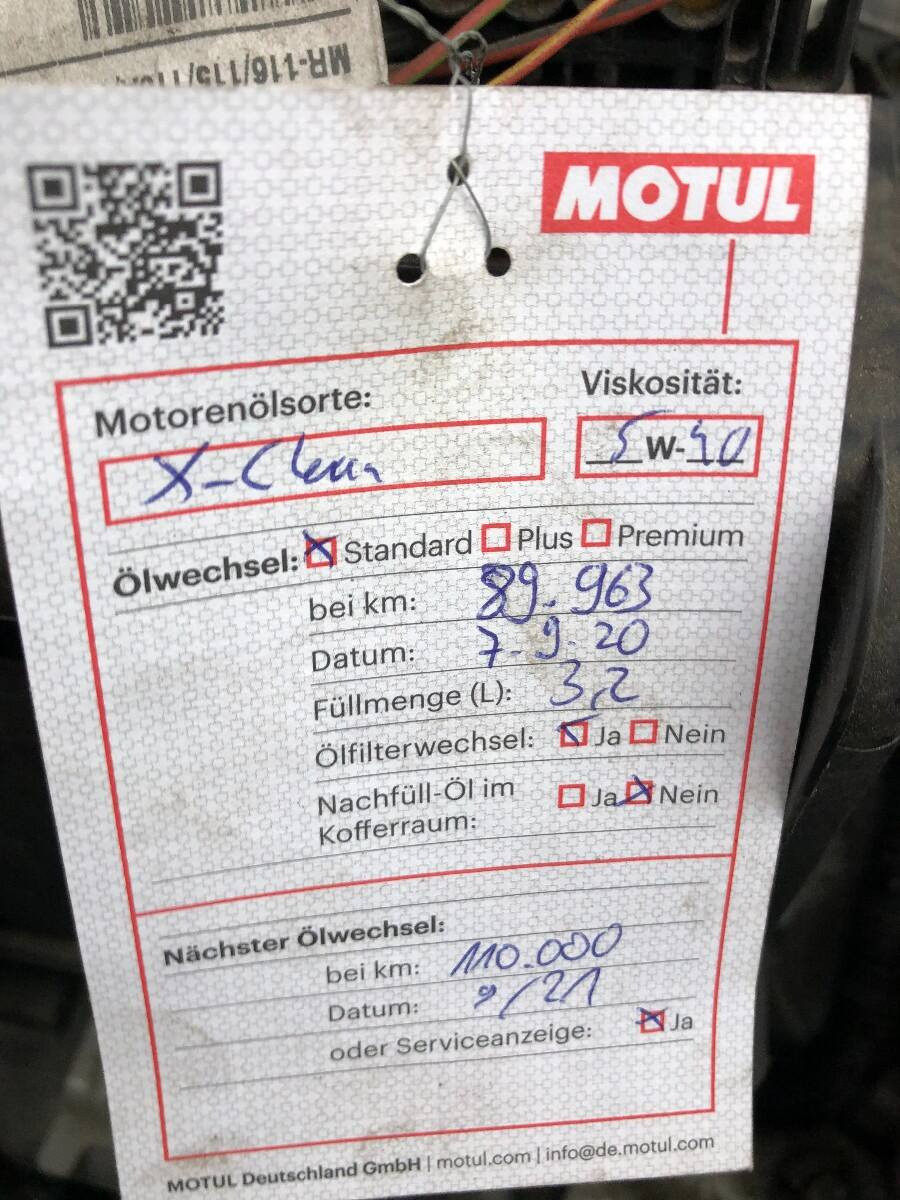 MR-116/115/11
MOTUL
Motorenölsorte:
Viskosität:
X-Clean
5W-40
Ölwechsel: Standard Plus Premium
bei km: 89.963
Datum: 7-9-20
Füllmenge (L): 3,2
Ölfilterwechsel: Ja Nein
Nachfüll-Öl im Ja Nein
Kofferraum:
Nächster Ölwechsel:
bei km: 110.000
Datum: 9/21
oder Serviceanzeige: Ja
MOTUL Deutschland GmbH | motul.com | info@de.motul.com